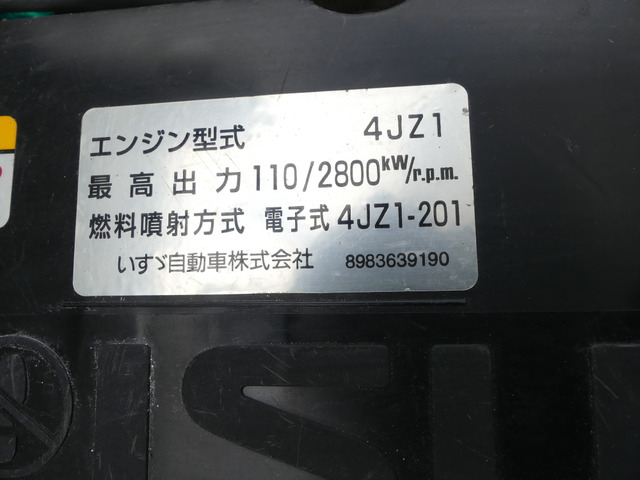 エンジン型式 4JZ1
最高出力 110/2800kW/r.p.m.
燃料噴射方式 電子式 4JZ1-201
いすゞ自動車株式会社 8983639190